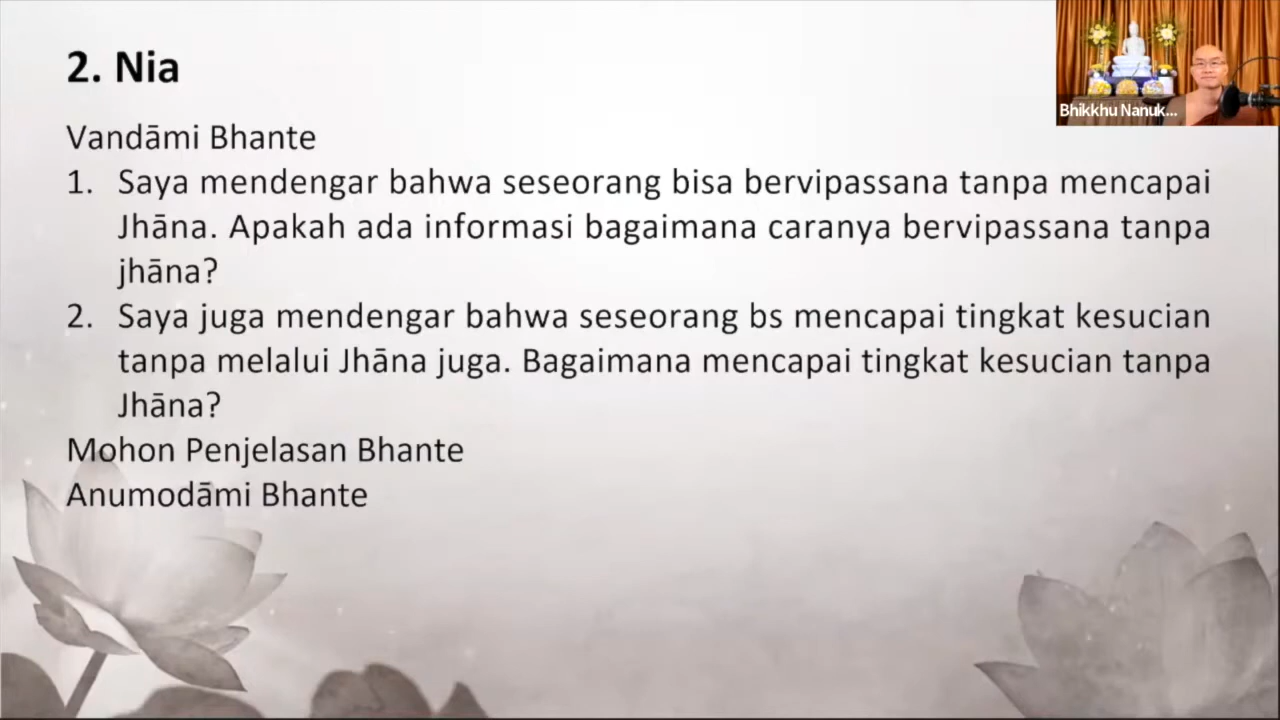 2. Nia
Bhikkhu Nanuk...
Vandāmi Bhante
1. Saya mendengar bahwa seseorang bisa bervipassana tanpa mencapai
Jhāna. Apakah ada informasi bagaimana caranya bervipassana tanpa
jhāna?
2. Saya juga mendengar bahwa seseorang bs mencapai tingkat kesucian
tanpa melalui Jhāna juga. Bagaimana mencapai tingkat kesucian tanpa
Jhāna?
Mohon Penjelasan Bhante
Anumodāmi Bhante